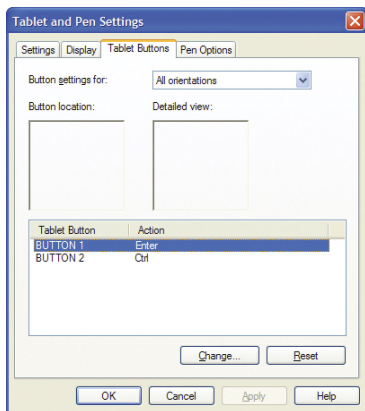 Tablet and Pen Settings
Settings Display Tablet Buttons Pen Options
Button settings for: All orientations
Button location: Detailed view:
Tablet Button Action
BUTTON 1 Enter
BUTTON 2 Ctrl
Change... Reset
OK Cancel Apply Help